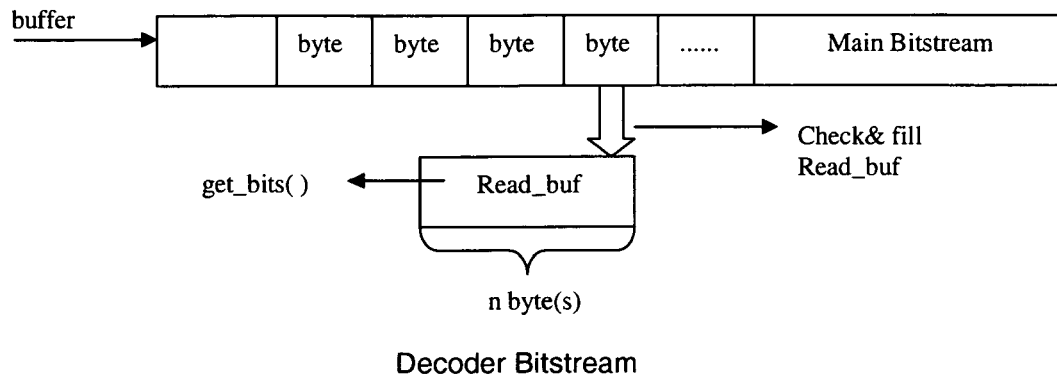 buffer
byte byte byte byte ...... Main Bitstream
Check& fill
Read_buf
get_bits( ) Read_buf
n byte(s)
Decoder Bitstream